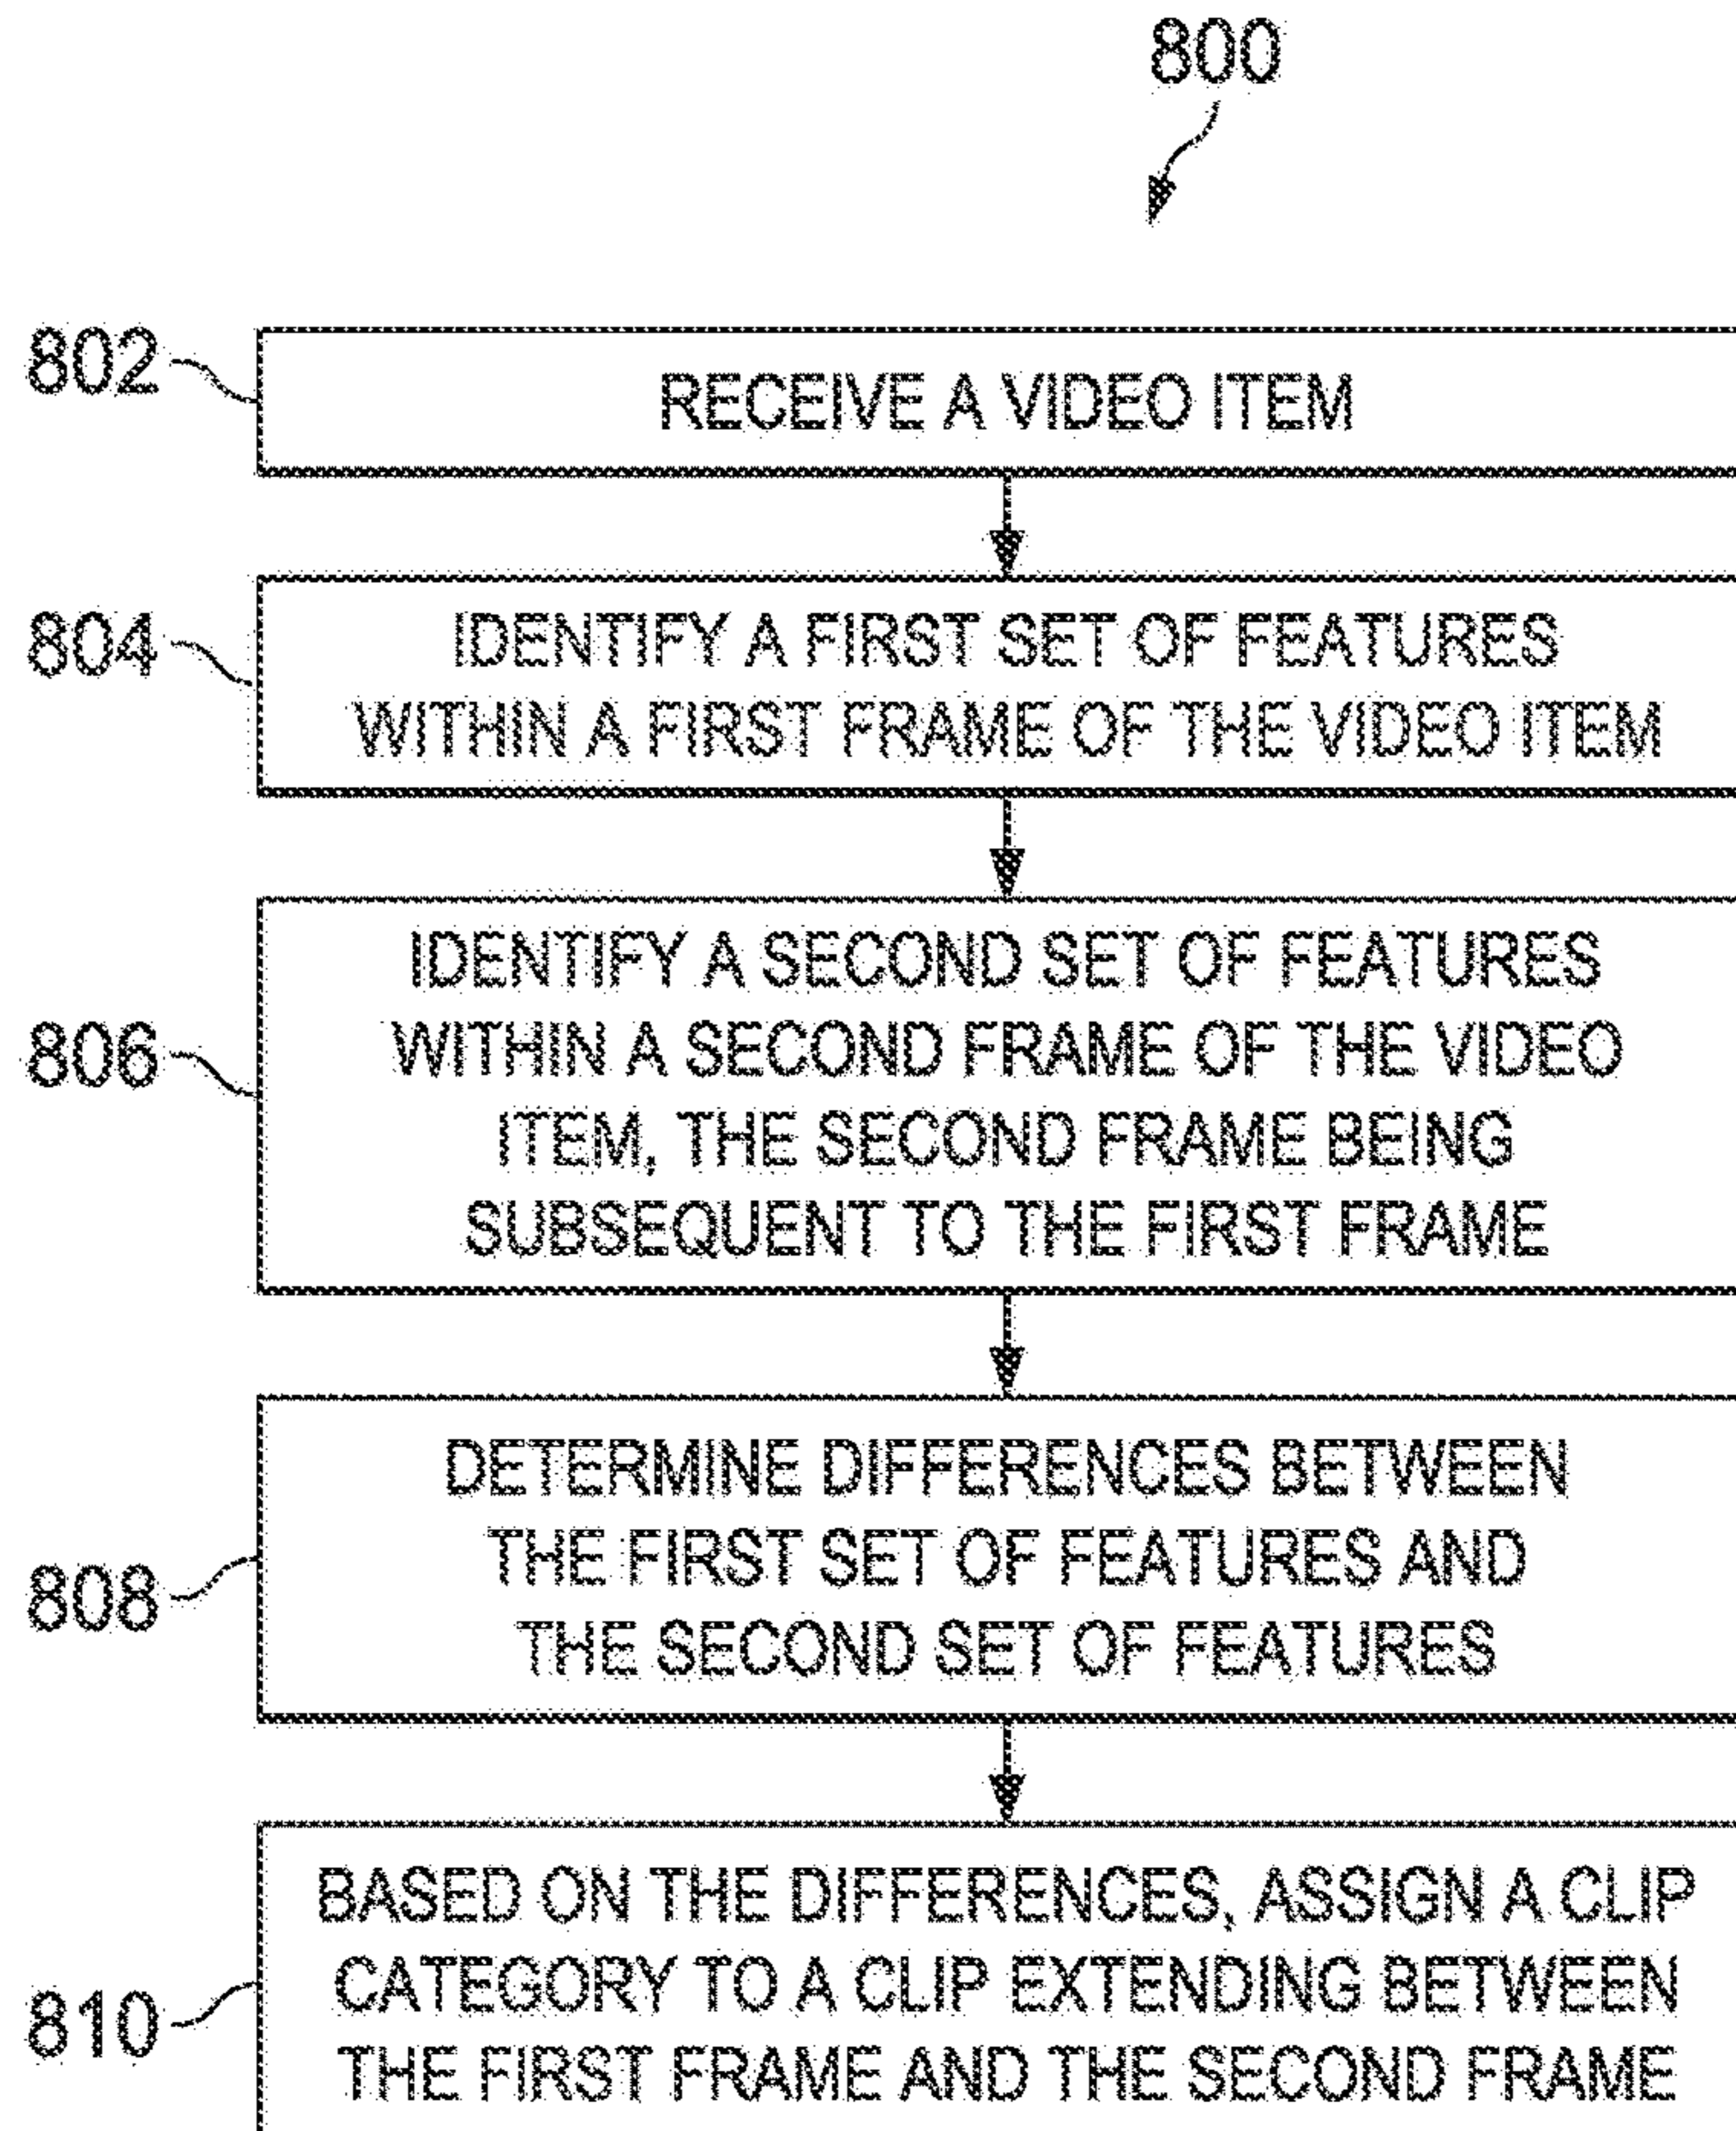 800
802
RECEIVE A VIDEO ITEM
804
IDENTIFY A FIRST SET OF FEATURES
WITHIN A FIRST FRAME OF THE VIDEO ITEM
806
IDENTIFY A SECOND SET OF FEATURES
WITHIN A SECOND FRAME OF THE VIDEO
ITEM, THE SECOND FRAME BEING
SUBSEQUENT TO THE FIRST FRAME
808
DETERMINE DIFFERENCES BETWEEN
THE FIRST SET OF FEATURES AND
THE SECOND SET OF FEATURES
810
BASED ON THE DIFFERENCES, ASSIGN A CLIP
CATEGORY TO A CLIP EXTENDING BETWEEN
THE FIRST FRAME AND THE SECOND FRAME